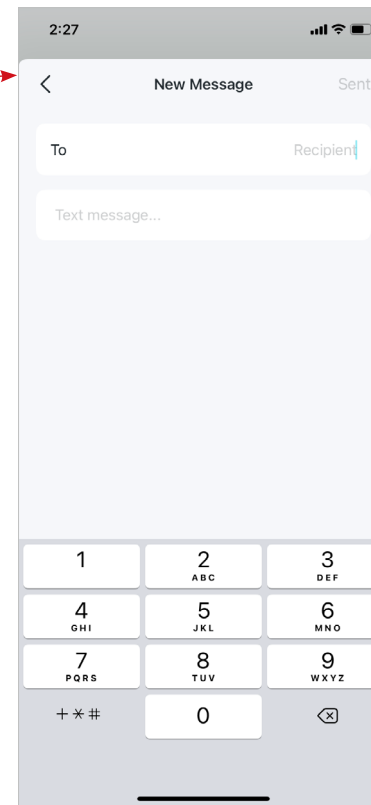 2:27
New Message Sent
To Recipient
Text message...
1 2 3
ABC DEF
4 5 6
GHI JKL MNO
7 8 9
PQRS TUV WXYZ
+*# 0